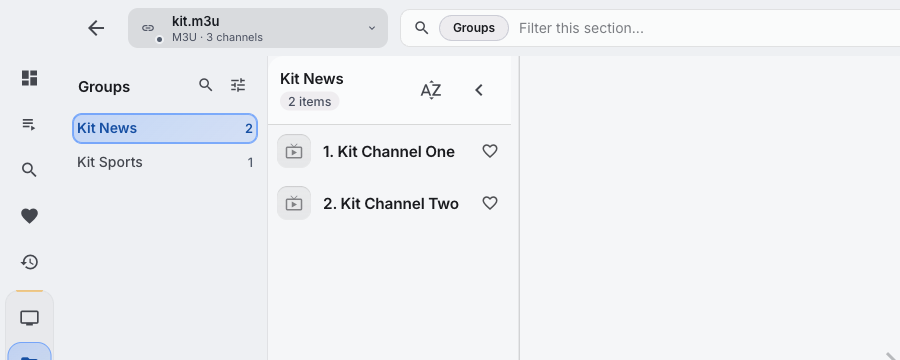 kit.m3u
M3U · 3 channels
Groups
Filter this section...
Groups
Kit News 2
Kit Sports 1
Kit News
2 items
AZ
1. Kit Channel One
2. Kit Channel Two